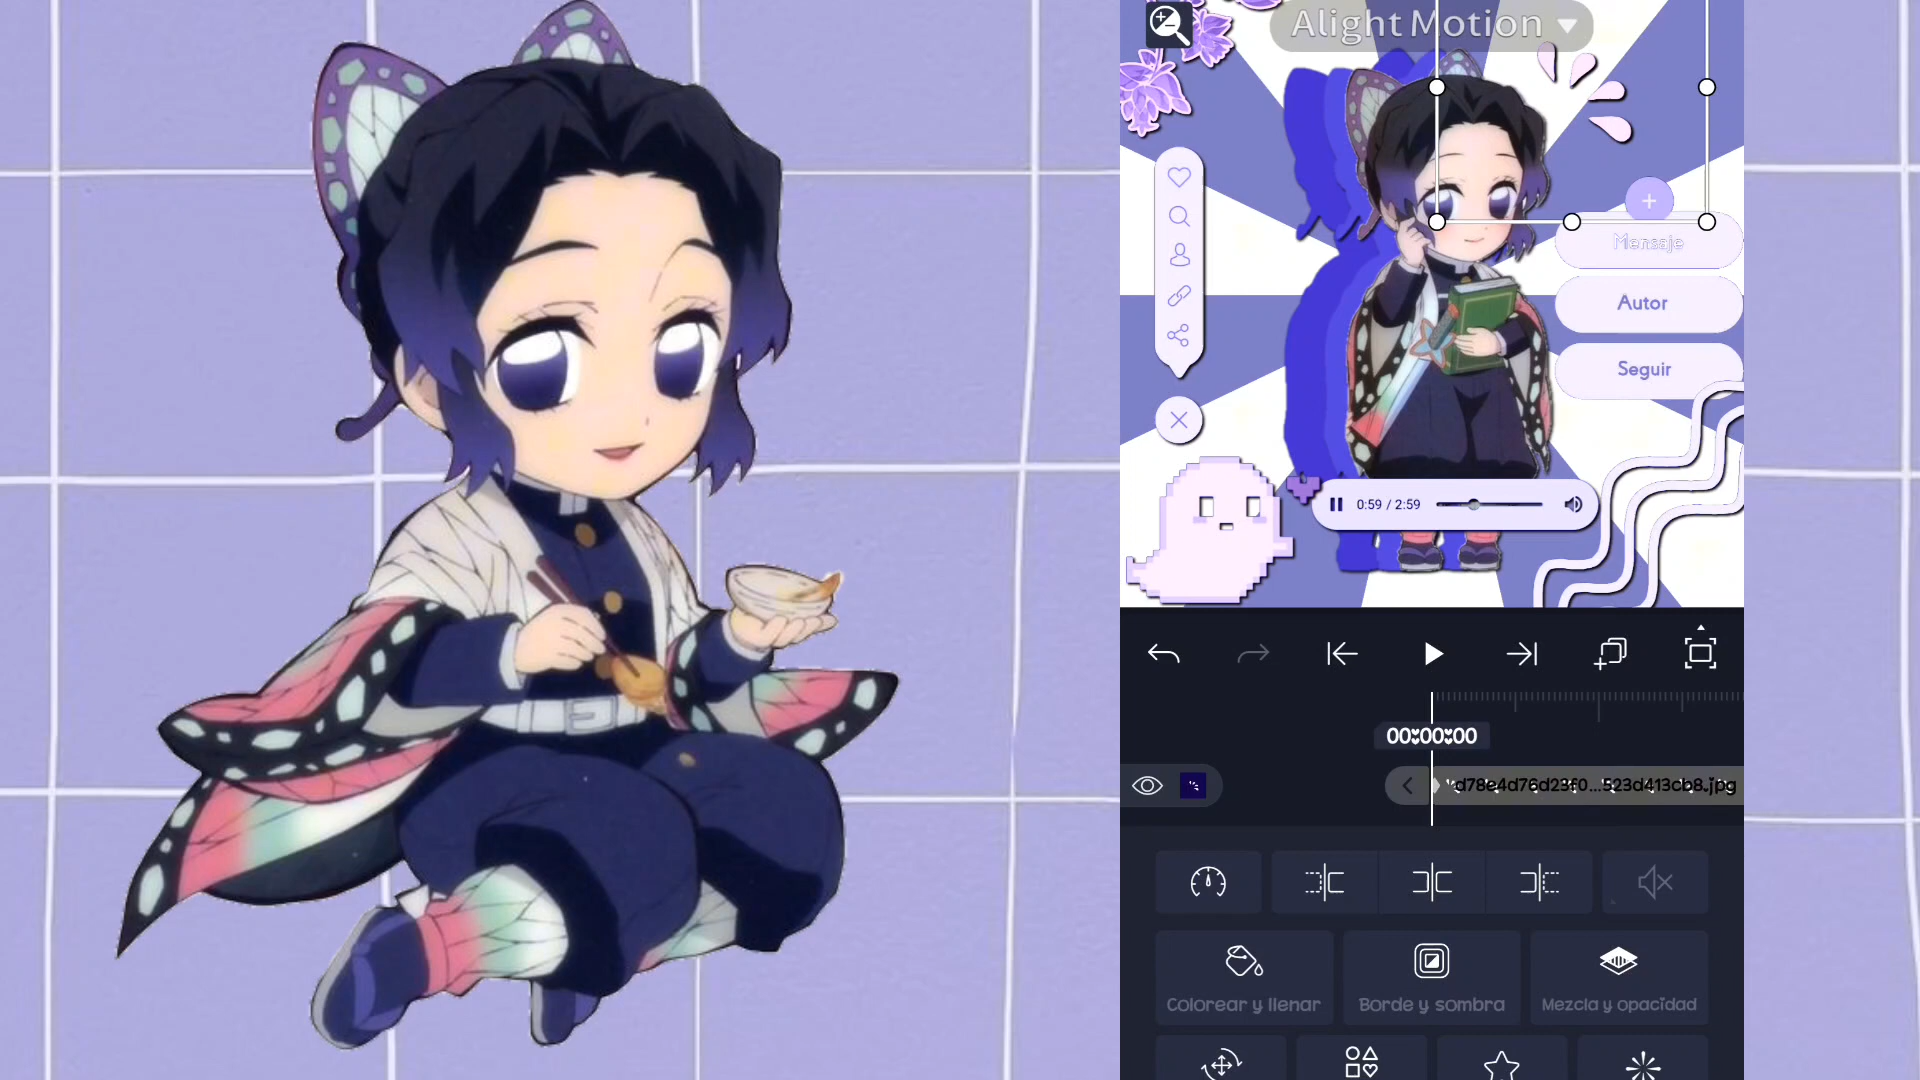 Alight Motion
Mensaje
Autor
Seguir
0:59 / 2:59
00:00:00
d78e4d76d23f0...523d413cb8.jpg
Colorear y llenar
Borde y sombra
Mezcla y opacidad